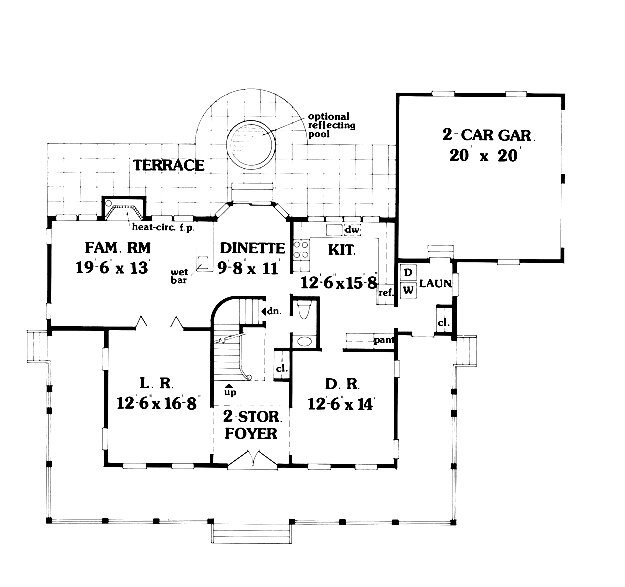 optional
reflecting
pool
2-CAR GAR.
20' x 20'
TERRACE
heat-circ. f.p.
dw
FAM. RM
19'-6" x 13'
DINETTE
9'-8" x 11'
KIT.
12'-6" x 15'-8"
wet
bar
D
W
LAUN.
ref.
dn.
cl.
pant
cl.
up
L. R.
12'-6" x 16'-8"
D. R.
12'-6" x 14'
2-STOR.
FOYER